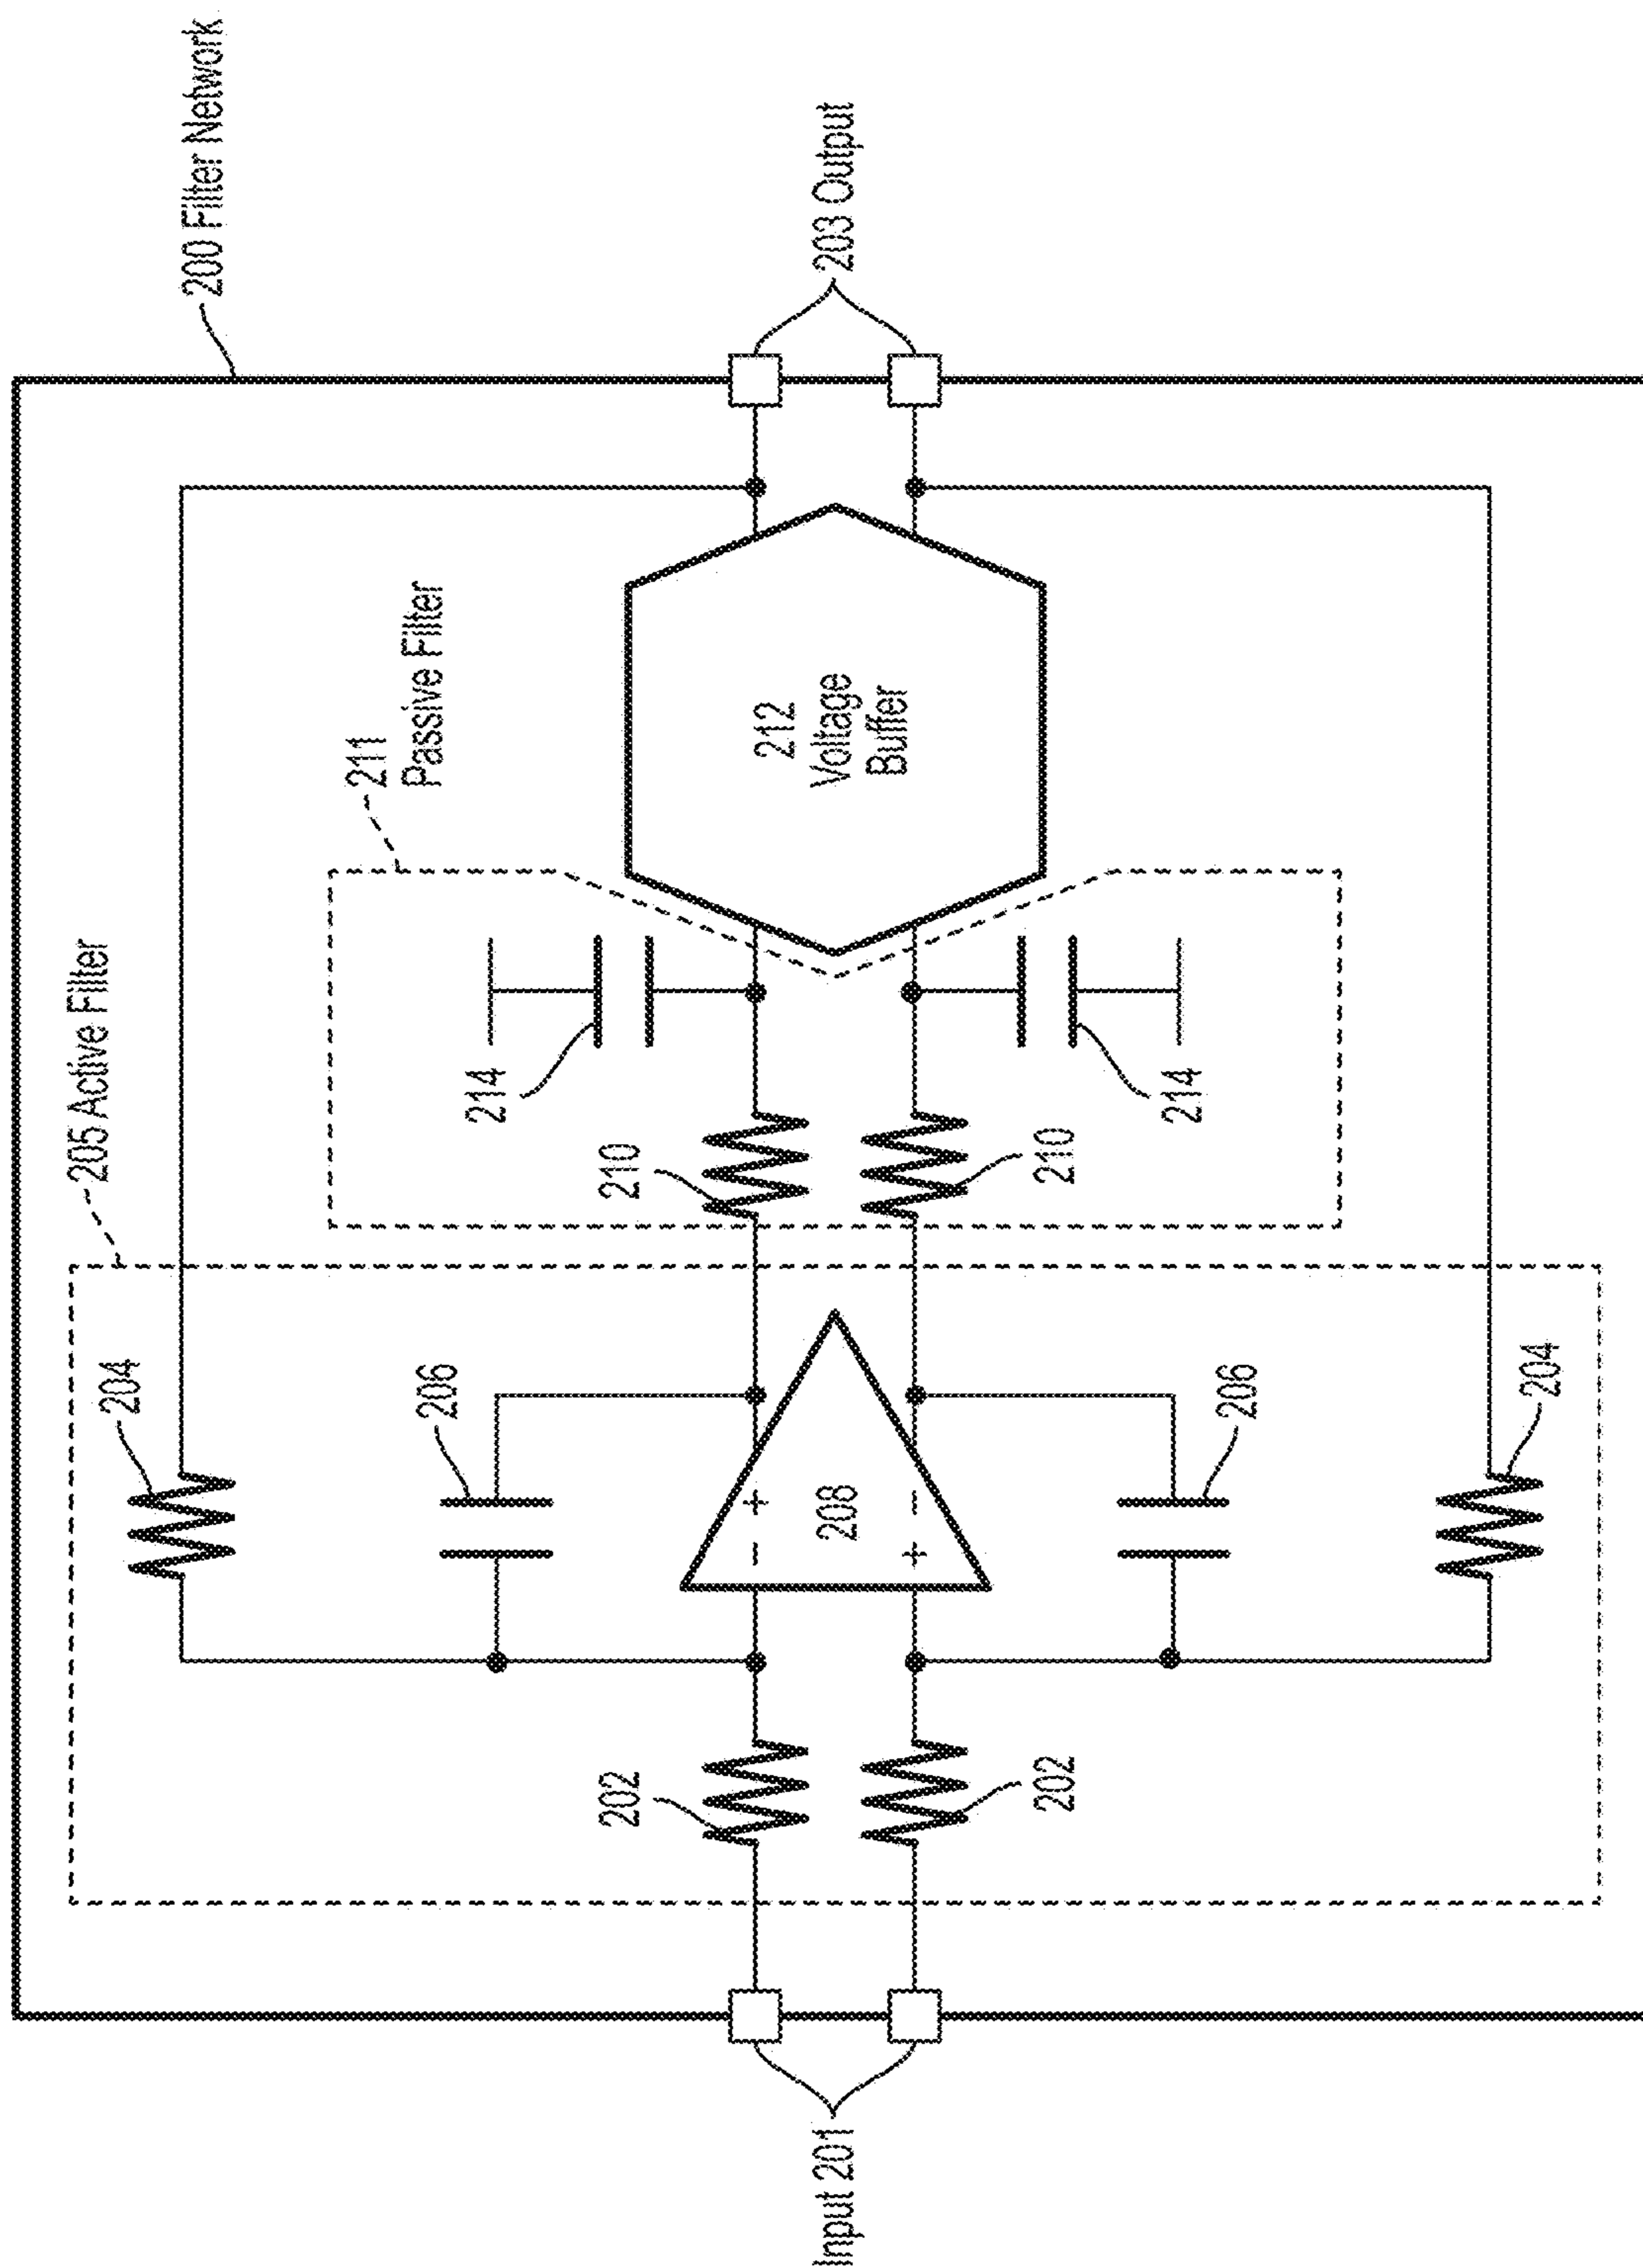 200 Filter Network
205 Active Filter
211
Passive Filter
204
206
214
202
210
- +
208
212
Voltage
Buffer
+ -
Input 201
203 Output
202
210
206
214
204